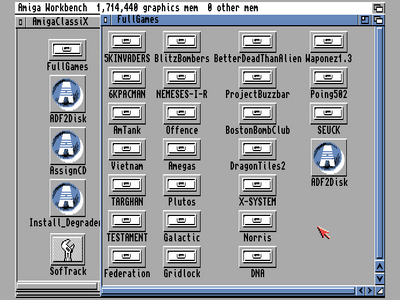 Amiga Workbench 1,714,440 graphics mem 0 other mem
AmigaClassiX
FullGames
FullGames
ADF2Disk
AssignCD
Install_Degrader
SofTrack
5KINVADERS BlitzBombers BetterDeadThanAlien Waponez1.3
6KPACMAN NEMESES-I-R ProjectBuzzbar Poing502
AmTank Offence BostonBombClub SEUCK
Vietnam Amegas DragonTiles2 ADF2Disk
TARGHAN Plutos X-SYSTEM
TESTAMENT Galactic Norris
Federation Gridlock DNA